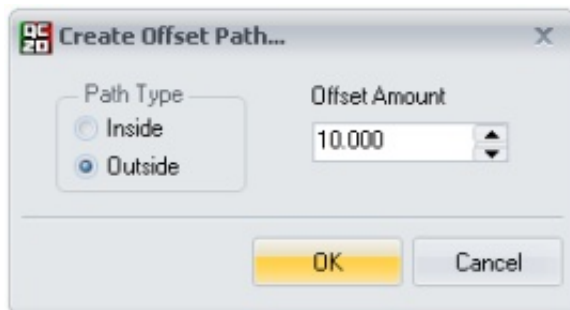 Create Offset Path...
Path Type
Inside
Outside
Offset Amount
10.000
OK
Cancel